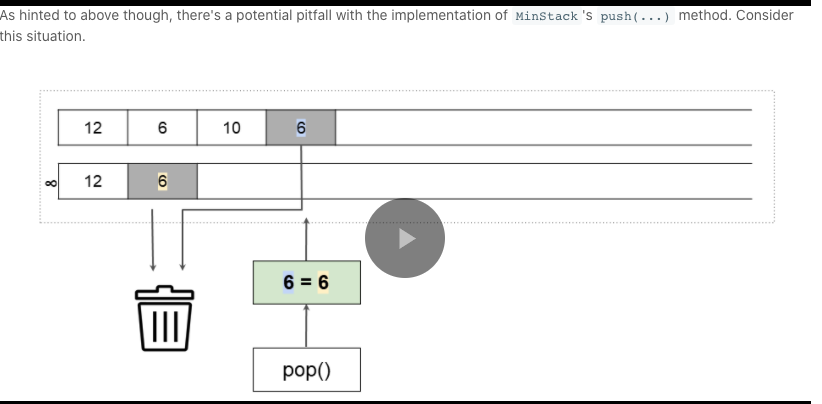 As hinted to above though, there's a potential pitfall with the implementation of MinStack's push(...) method. Consider
this situation.
12 6 10 6
∞ 12 6
6 = 6
pop()